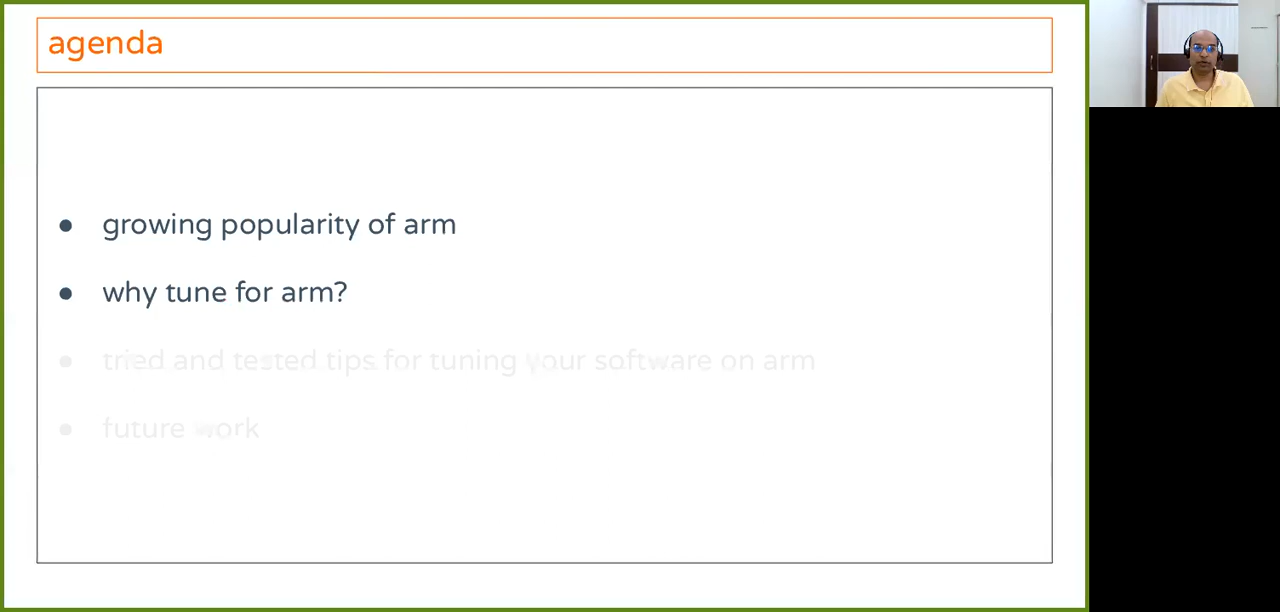 agenda
● growing popularity of arm
● why tune for arm?
● tried and tested tips for tuning your software on arm
● future work